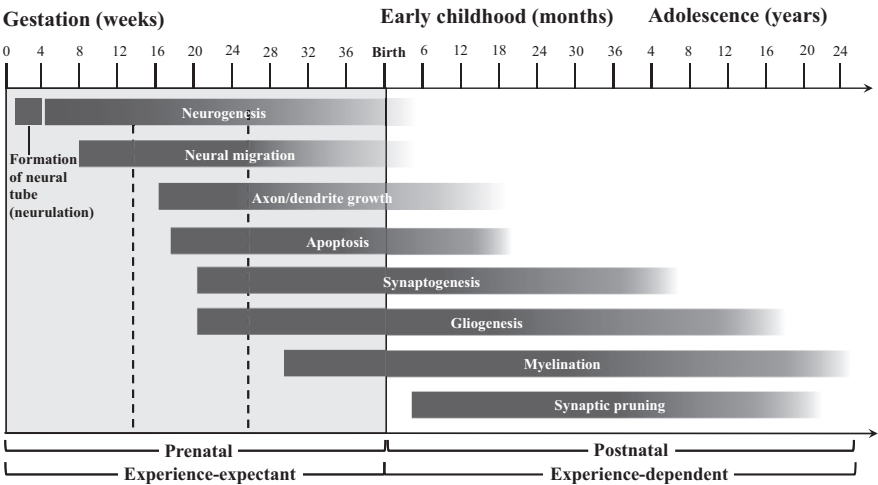 Gestation (weeks) Early childhood (months) Adolescence (years)
0 4 8 12 16 20 24 28 32 36 Birth 6 12 18 24 30 36 4 8 12 16 20 24
Neurogenesis
Formation
of neural
tube
(neurulation)
Neural migration
Axon/dendrite growth
Apoptosis
Synaptogenesis
Gliogenesis
Myelination
Synaptic pruning
Prenatal Postnatal
Experience-expectant Experience-dependent